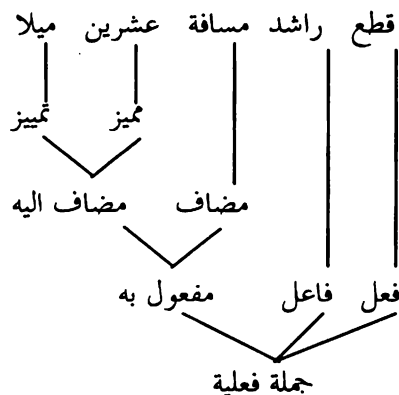 قطع راشد مسافة عشرين ميلا
مميز تمييز
مضاف مضاف اليه
فعل فاعل مفعول به
جملة فعلية